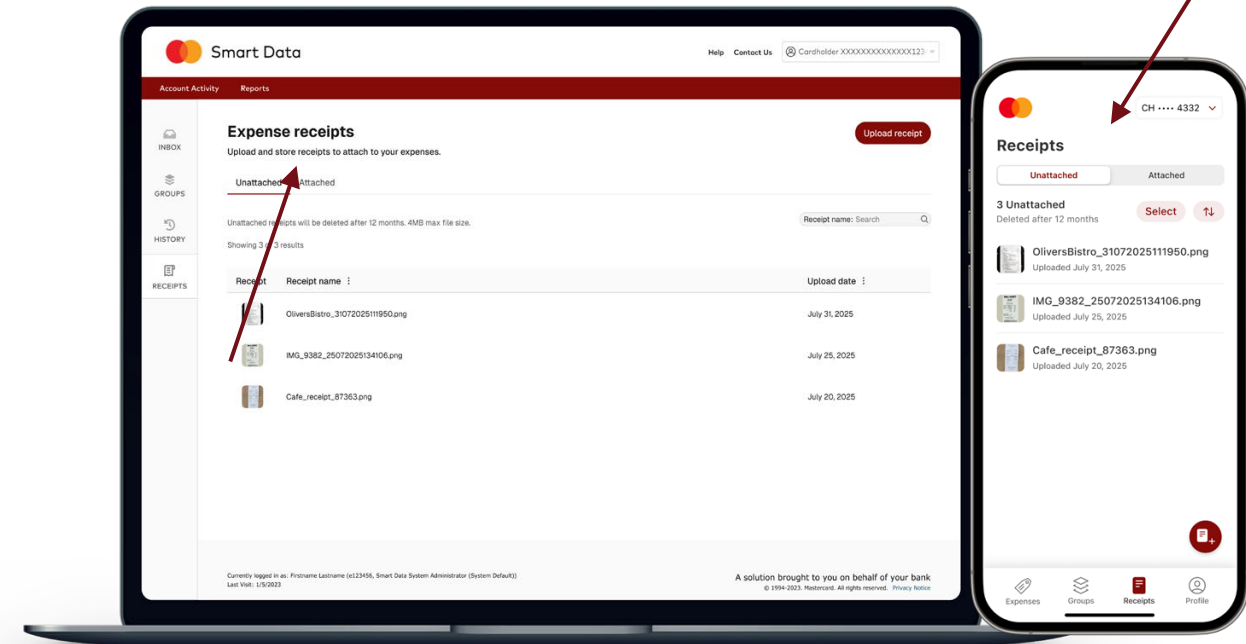 Smart Data
Help Contact Us Cardholder XXXXXXXXXXXXXX123-
Account Activity Reports
INBOX
GROUPS
HISTORY
RECEIPTS
Expense receipts
Upload receipt
Upload and store receipts to attach to your expenses.
Unattached Attached
Unattached receipts will be deleted after 12 months. 4MB max file size.
Receipt name: Search
Showing 3 of 3 results
Receipt Receipt name Upload date
OliversBistro_31072025111950.png July 31, 2025
IMG_9382_25072025134106.png July 25, 2025
Cafe_receipt_87363.png July 20, 2025
Currently logged in as: Firstname Lastname (e123456, Smart Data System Administrator (System Default))
Last Visit: 1/5/2023
A solution brought to you on behalf of your bank
© 1994-2023. Mastercard. All rights reserved. Privacy Notice
CH •••• 4332
Receipts
Unattached Attached
3 Unattached
Deleted after 12 months
Select
OliversBistro_31072025111950.png
Uploaded July 31, 2025
IMG_9382_25072025134106.png
Uploaded July 25, 2025
Cafe_receipt_87363.png
Uploaded July 20, 2025
Expenses Groups Receipts Profile